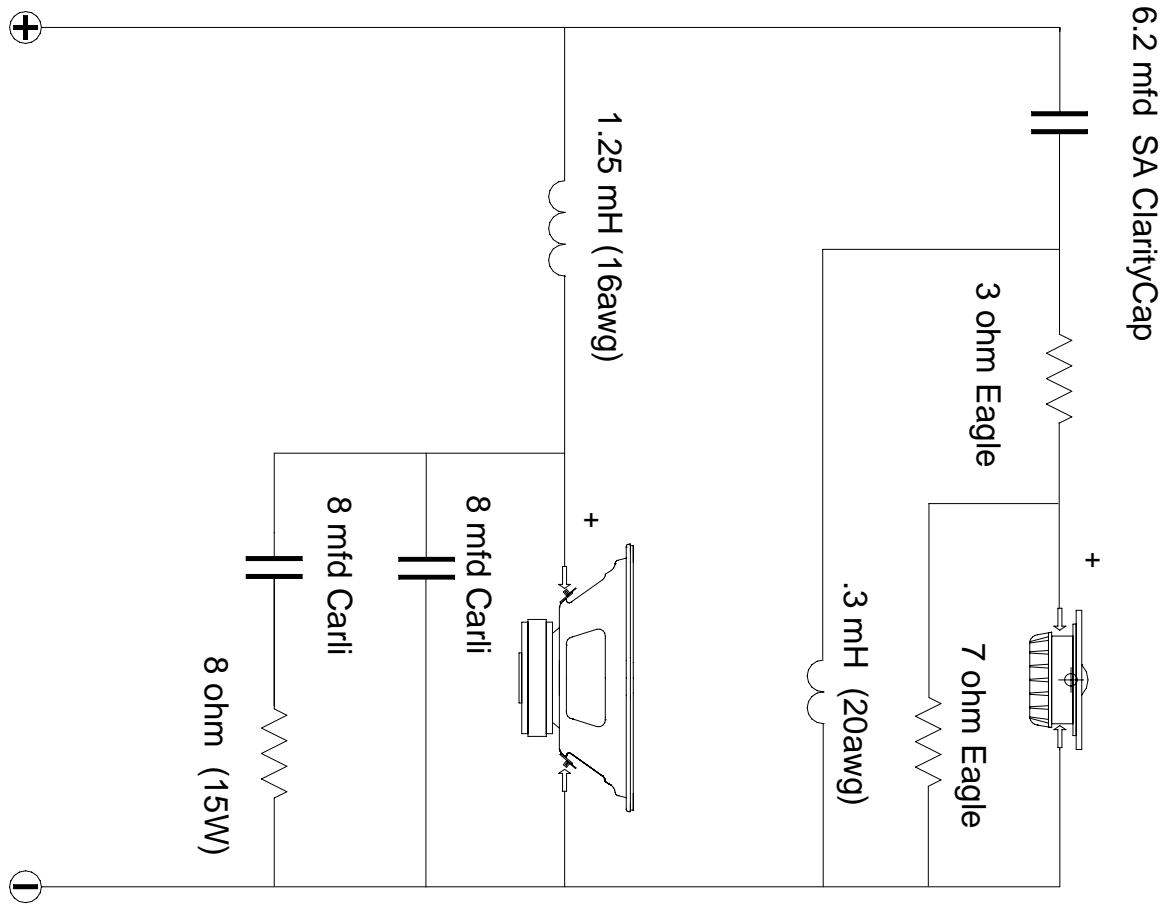 6.2 mfd SA ClarityCap
3 ohm Eagle
+
7 ohm Eagle
.3 mH (20awg)
1.25 mH (16awg)
+
8 mfd Carli
8 mfd Carli
8 ohm (15W)
+
−